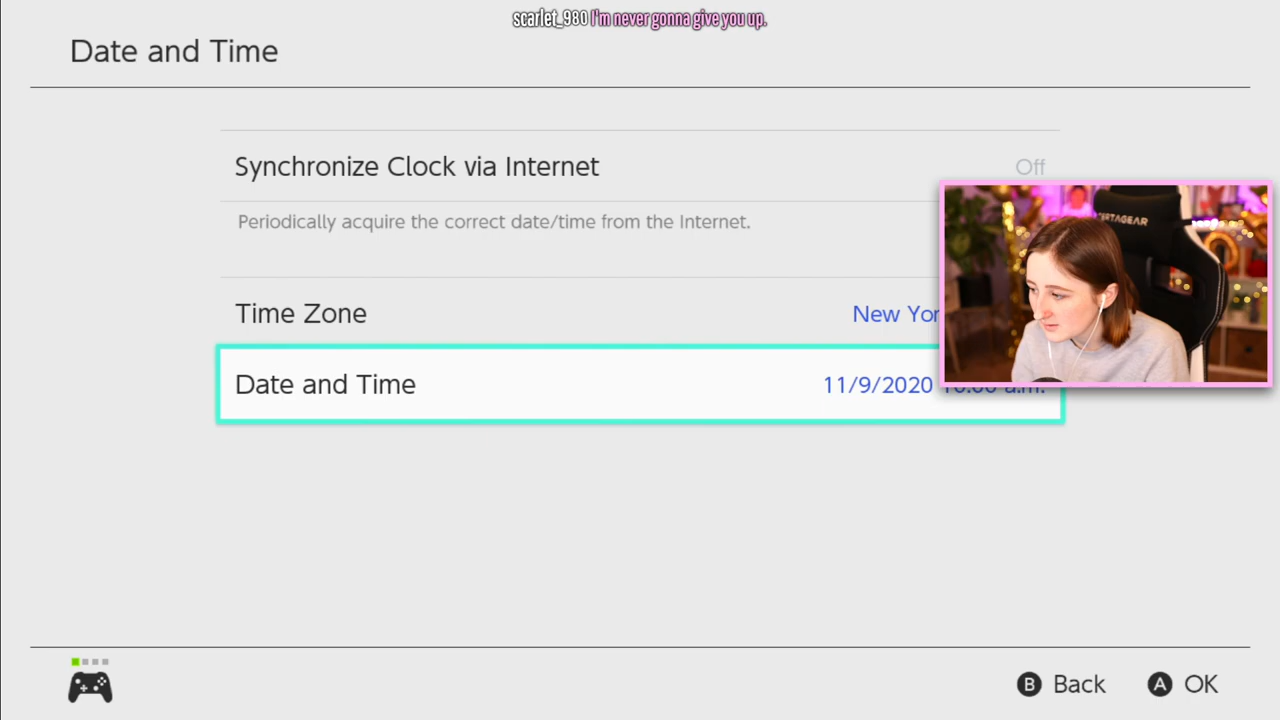 scarlet_980 I'm never gonna give you up.
Date and Time
Synchronize Clock via Internet Off
Periodically acquire the correct date/time from the Internet.
Time Zone New
Date and Time 11/9/2020 a.m.
B Back A OK